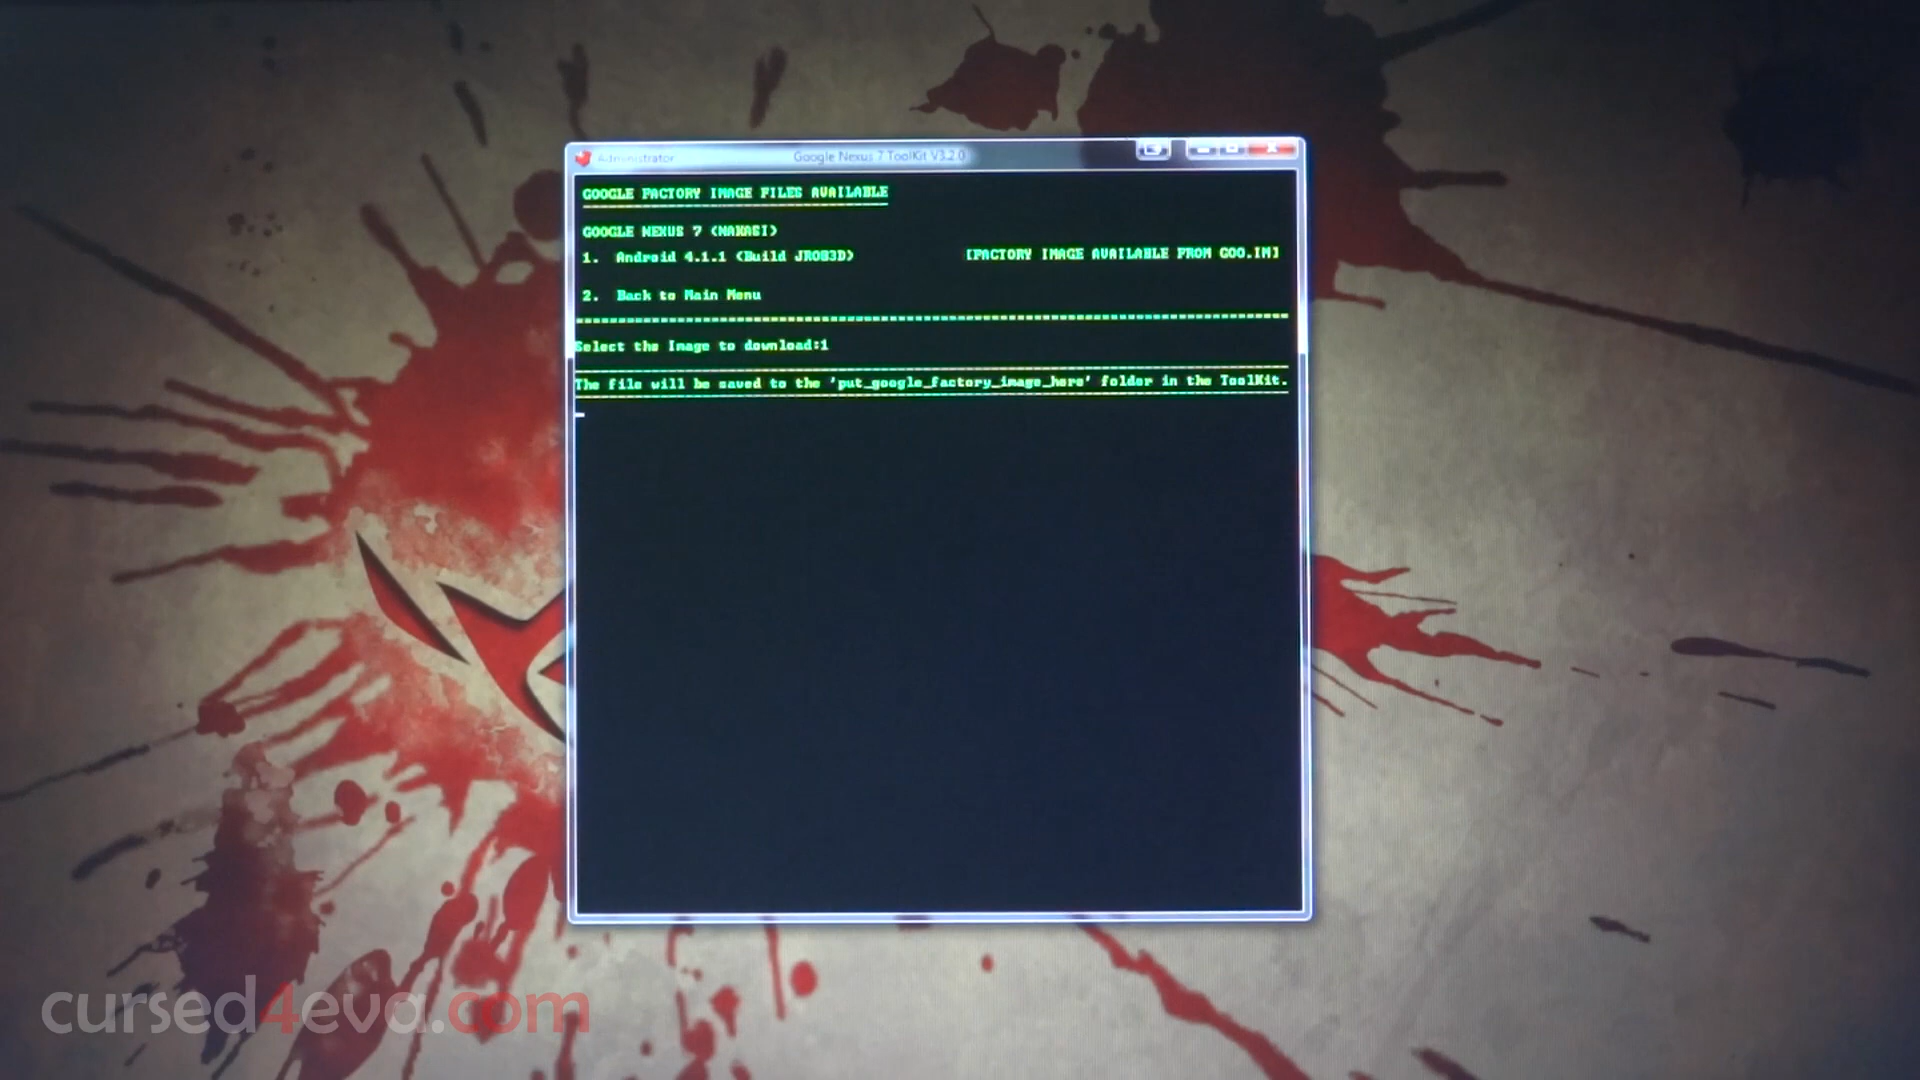 Administrator Google Nexus 7 ToolKit V3.2.0
GOOGLE FACTORY IMAGE FILES AVAILABLE
GOOGLE NEXUS 7 (NAKASI)
1. Android 4.1.1 (Build JRO03D) [FACTORY IMAGE AVAILABLE FROM GOO.IM]
2. Back to Main Menu
Select the Image to download:1
The file will be saved to the 'put_google_factory_image_here' folder in the ToolKit.
cursed4eva.com